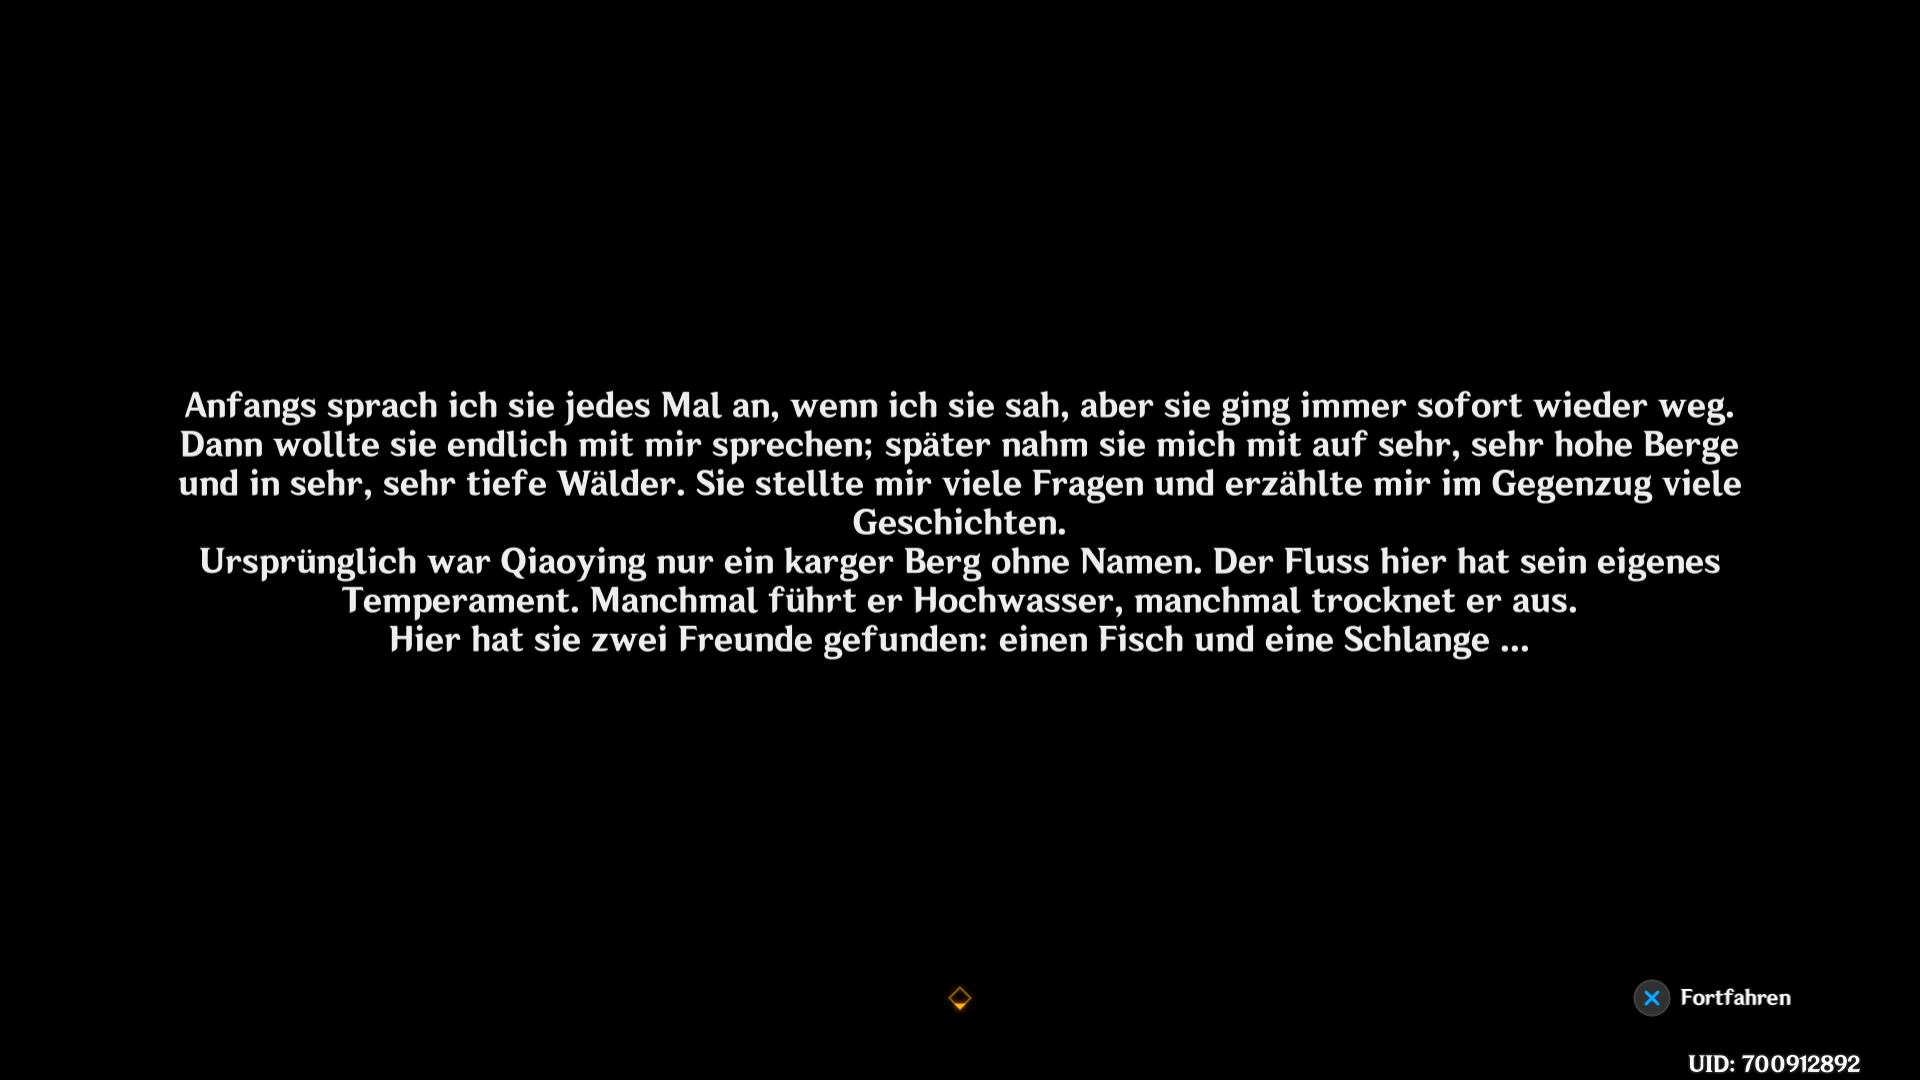 Anfangs sprach ich sie jedes Mal an, wenn ich sie sah, aber sie ging immer sofort wieder weg.
Dann wollte sie endlich mit mir sprechen; später nahm sie mich mit auf sehr, sehr hohe Berge
und in sehr, sehr tiefe Wälder. Sie stellte mir viele Fragen und erzählte mir im Gegenzug viele
Geschichten.
Ursprünglich war Qiaoying nur ein karger Berg ohne Namen. Der Fluss hier hat sein eigenes
Temperament. Manchmal führt er Hochwasser, manchmal trocknet er aus.
Hier hat sie zwei Freunde gefunden: einen Fisch und eine Schlange ...
Fortfahren
UID: 700912892